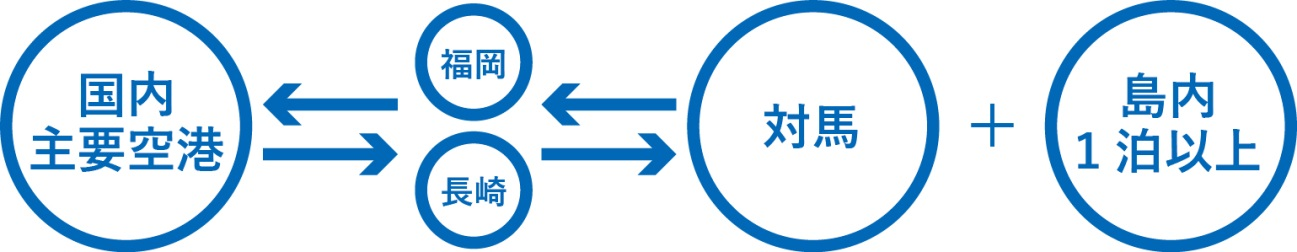 国内
主要空港
福岡
長崎
対馬
+
島内
1 泊以上